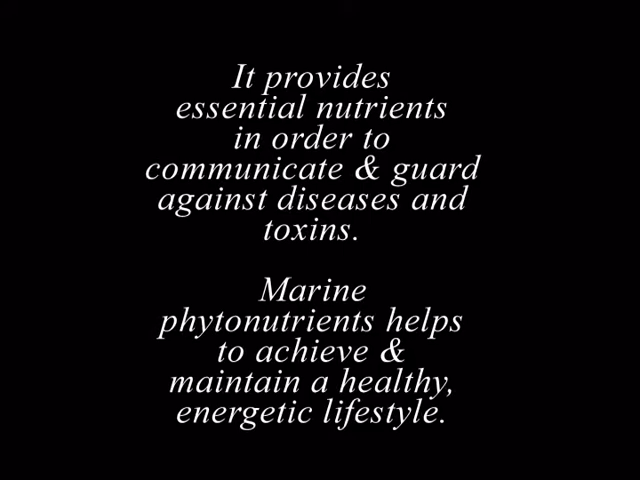 It provides
essential nutrients
in order to
communicate & guard
against diseases and
toxins.
Marine
phytonutrients helps
to achieve &
maintain a healthy,
energetic lifestyle.